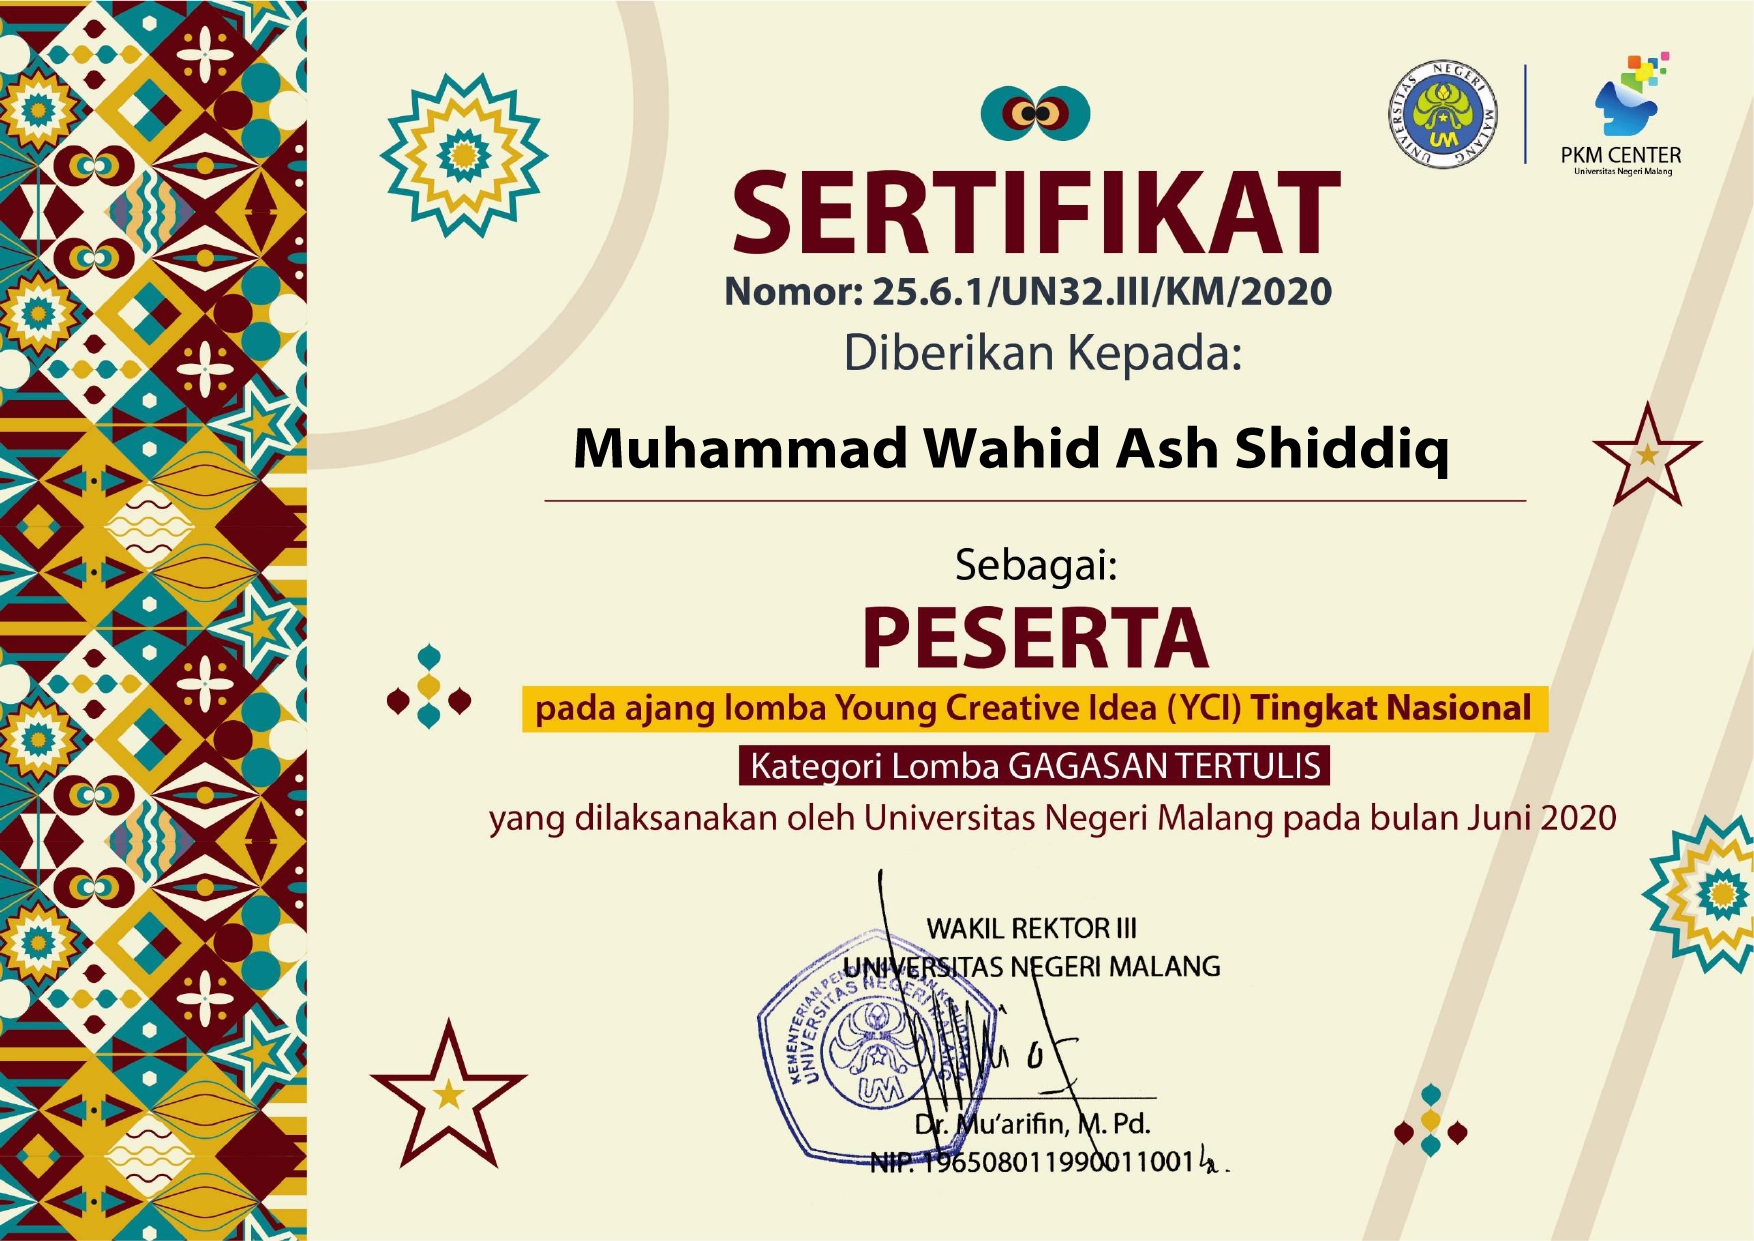 UNIVERSITAS NEGERI MALANG
UM
PKM CENTER
Universitas Negeri Malang
SERTIFIKAT
Nomor: 25.6.1/UN32.III/KM/2020
Diberikan Kepada:
Muhammad Wahid Ash Shiddiq
Sebagai:
PESERTA
pada ajang lomba Young Creative Idea (YCI) Tingkat Nasional
Kategori Lomba GAGASAN TERTULIS
yang dilaksanakan oleh Universitas Negeri Malang pada bulan Juni 2020
WAKIL REKTOR III
UNIVERSITAS NEGERI MALANG
KEMENTERIAN PENDIDIKAN DAN KEBUDAYAAN
UNIVERSITAS NEGERI MALANG
UM
Dr. Mu’arifin, M. Pd.
NIP. 196508011990011001